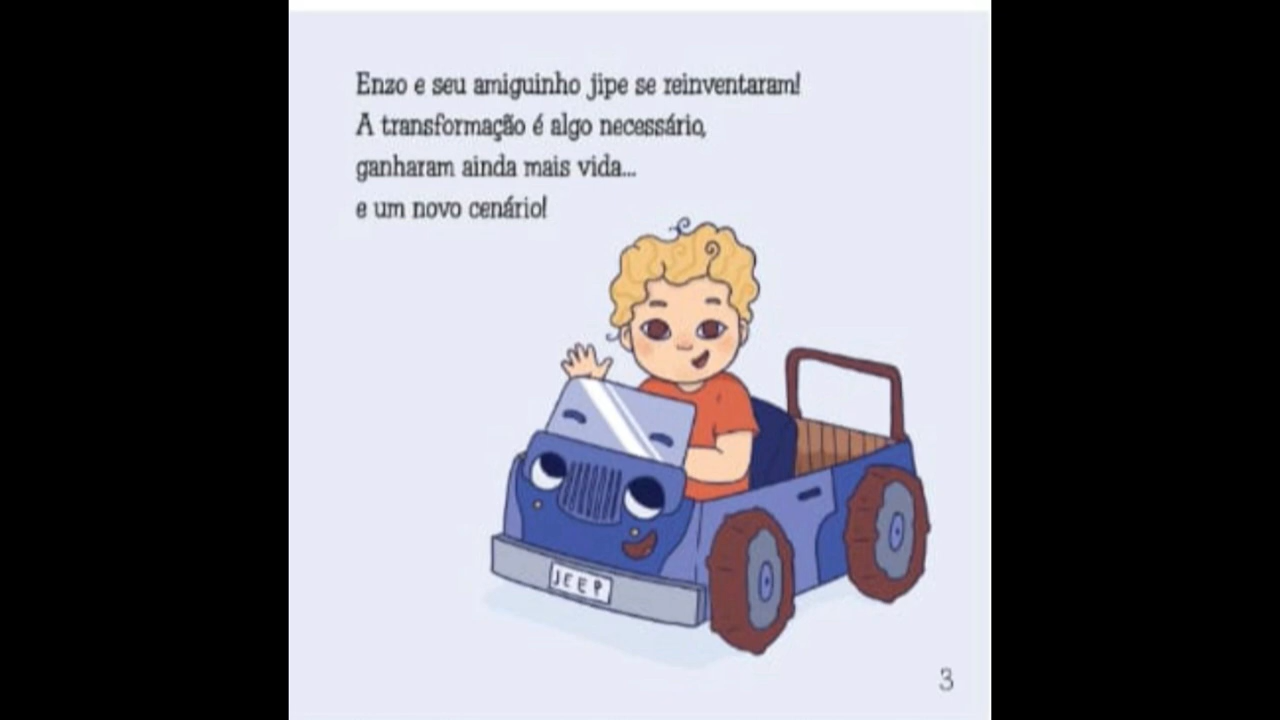 Enzo e seu amiguinho jipe se reinventaram!
A transformação é algo necessário,
ganharam ainda mais vida...
e um novo cenário!
JEEP
3